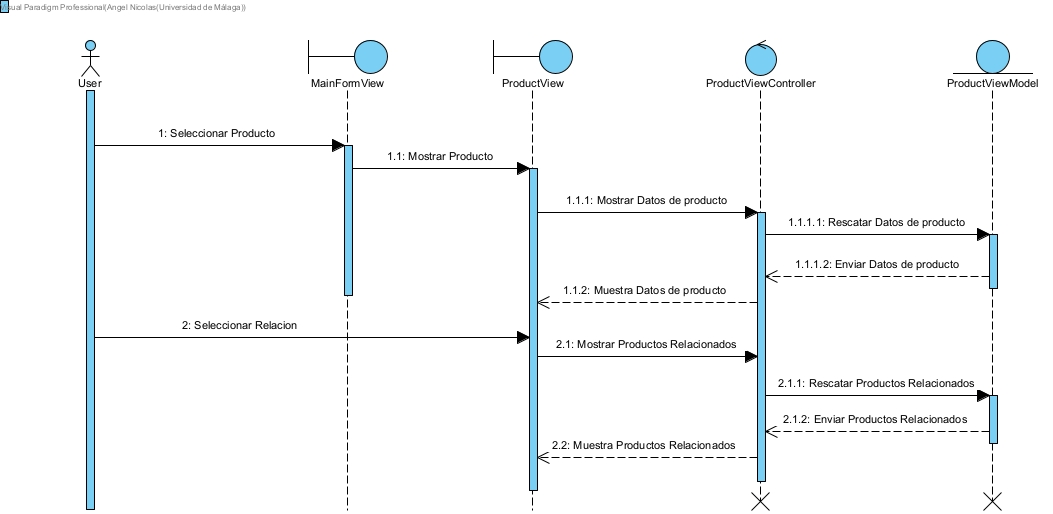 Visual Paradigm Professional(Angel Nicolas(Universidad de Málaga))
User
MainFormView
ProductView
ProductViewController
ProductViewModel
1: Seleccionar Producto
1.1: Mostrar Producto
1.1.1: Mostrar Datos de producto
1.1.1.1: Rescatar Datos de producto
1.1.1.2: Enviar Datos de producto
1.1.2: Muestra Datos de producto
2: Seleccionar Relacion
2.1: Mostrar Productos Relacionados
2.1.1: Rescatar Productos Relacionados
2.1.2: Enviar Productos Relacionados
2.2: Muestra Productos Relacionados